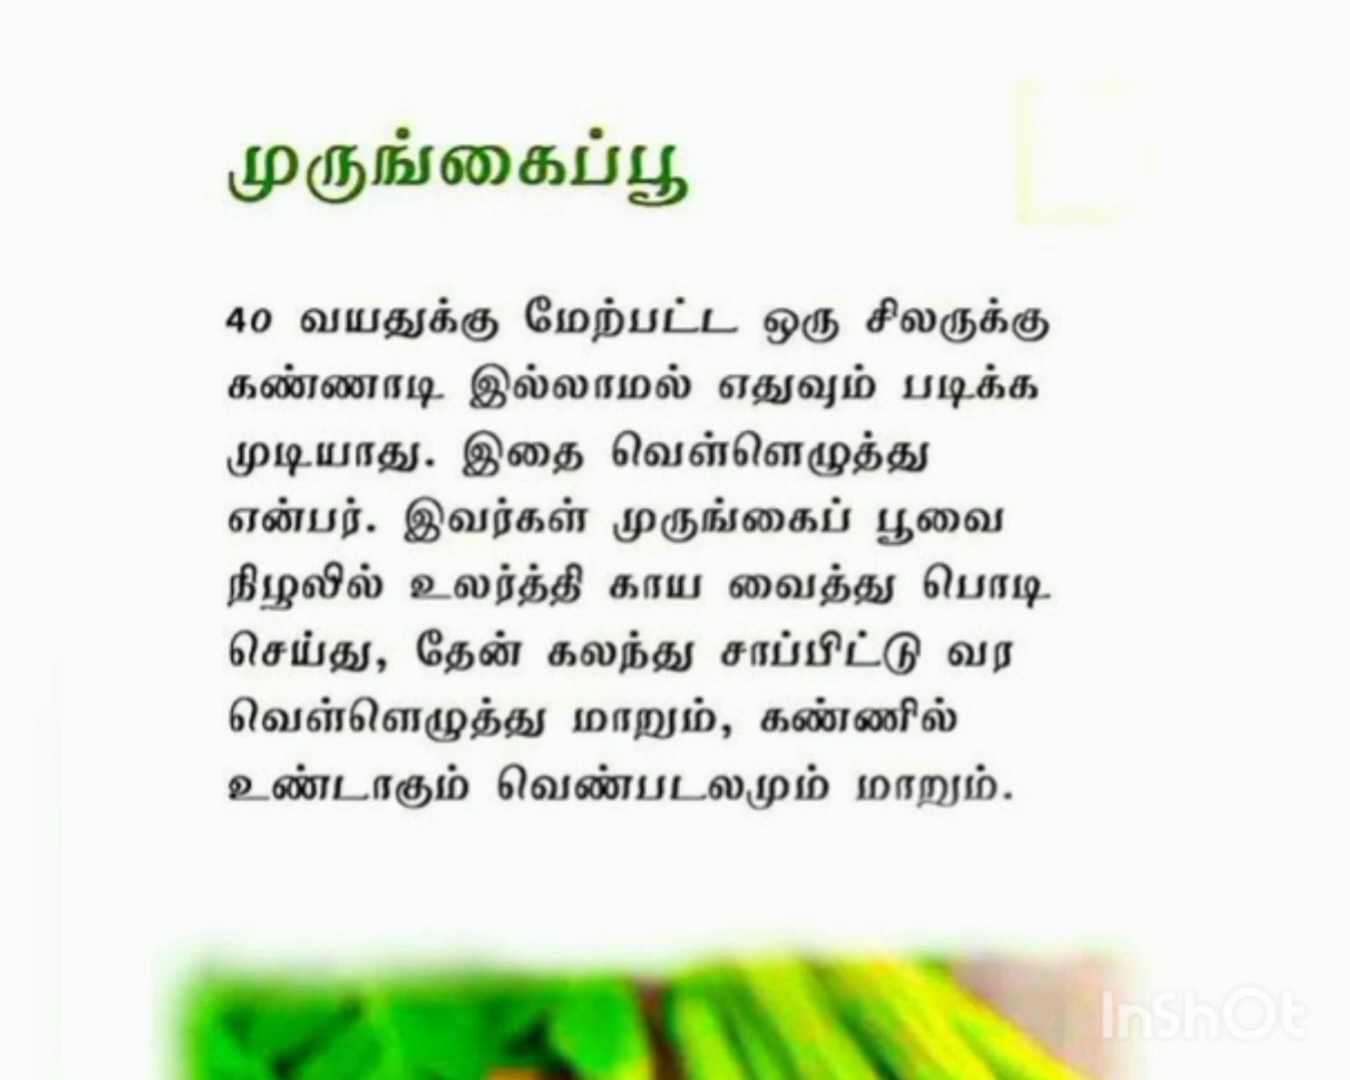 முருங்கைப்பூ
40 வயதுக்கு மேற்பட்ட ஒரு சிலருக்கு
கண்ணாடி இல்லாமல் எதுவும் படிக்க
முடியாது. இதை வெள்ளெழுத்து
என்பர். இவர்கள் முருங்கைப் பூவை
நிழலில் உலர்த்தி காய வைத்து பொடி
செய்து, தேன் கலந்து சாப்பிட்டு வர
வெள்ளெழுத்து மாறும், கண்ணில்
உண்டாகும் வெண்படலமும் மாறும்.
InShOt